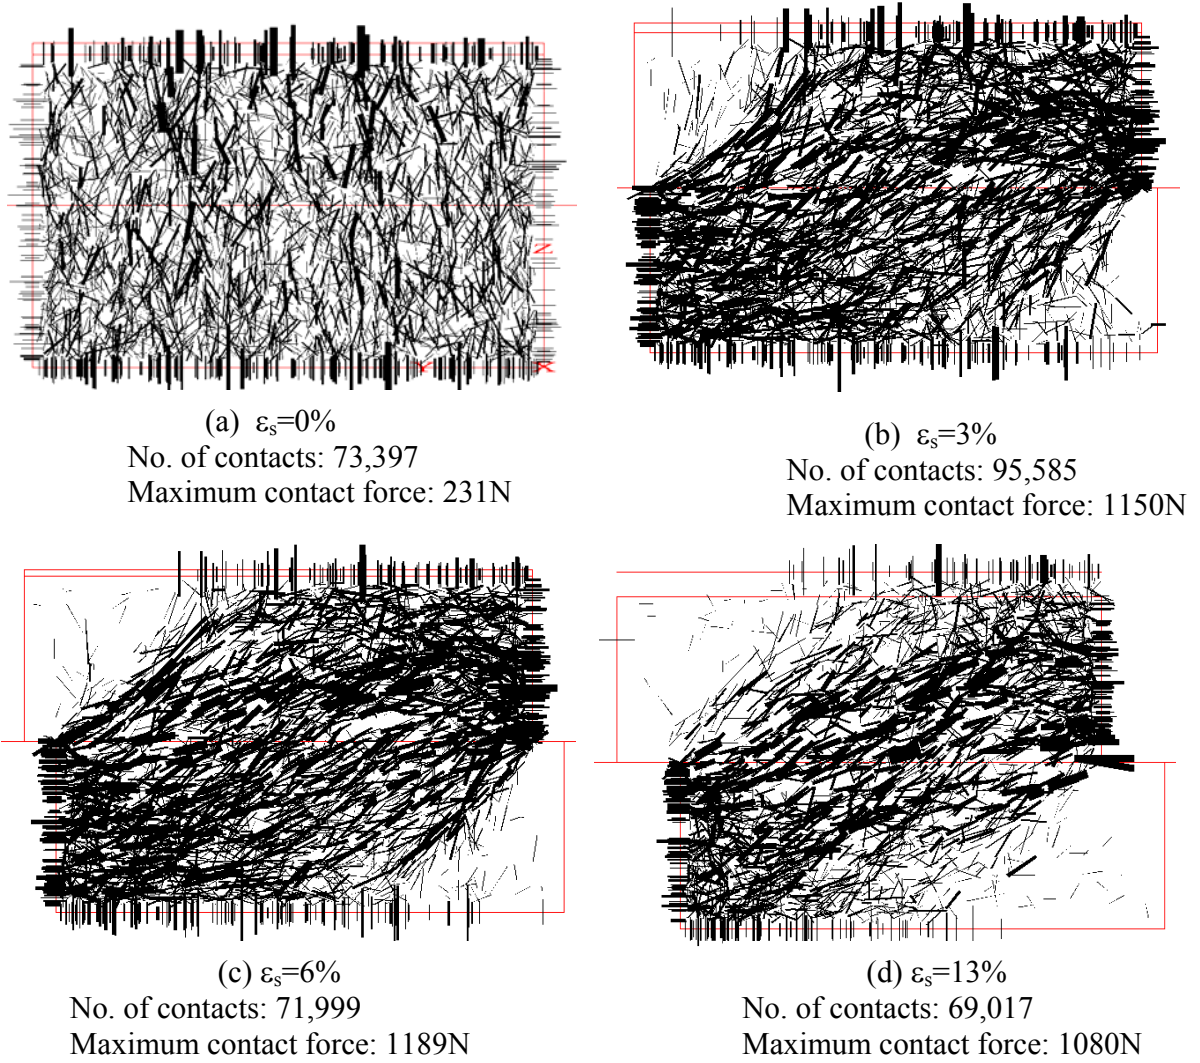 Z
Y
X
(a) εs=0%
No. of contacts: 73,397
Maximum contact force: 231N
(b) εs=3%
No. of contacts: 95,585
Maximum contact force: 1150N
(c) εs=6%
No. of contacts: 71,999
Maximum contact force: 1189N
(d) εs=13%
No. of contacts: 69,017
Maximum contact force: 1080N